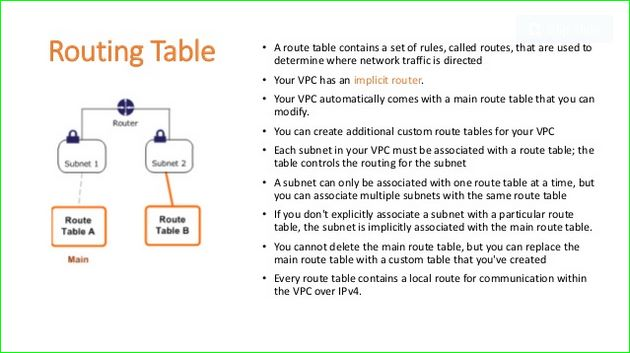 Routing Table
Router
Subnet 1
Subnet 2
Route
Table A
Route
Table B
Main
• A route table contains a set of rules, called routes, that are used to
determine where network traffic is directed
• Your VPC has an implicit router.
• Your VPC automatically comes with a main route table that you can
modify.
• You can create additional custom route tables for your VPC
• Each subnet in your VPC must be associated with a route table; the
table controls the routing for the subnet
• A subnet can only be associated with one route table at a time, but
you can associate multiple subnets with the same route table
• If you don't explicitly associate a subnet with a particular route
table, the subnet is implicitly associated with the main route table.
• You cannot delete the main route table, but you can replace the
main route table with a custom table that you've created
• Every route table contains a local route for communication within
the VPC over IPv4.